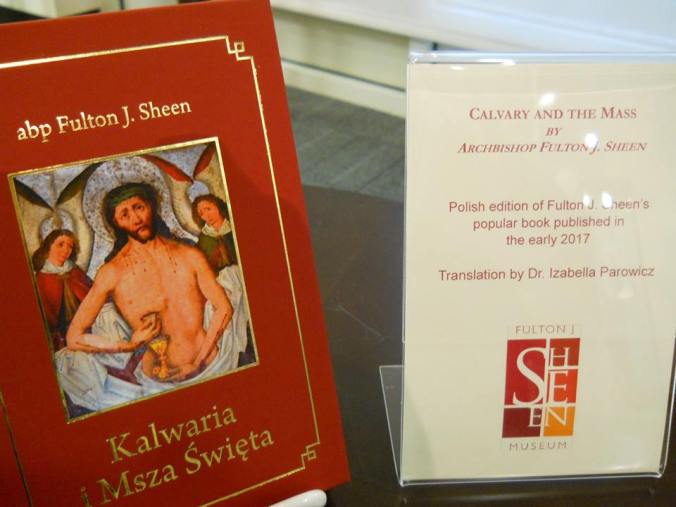 abp Fulton J. Sheen
Kalwaria
i Msza Święta
CALVARY AND THE MASS
BY
ARCHBISHOP FULTON J. SHEEN
Polish edition of Fulton J. Sheen's
popular book published in
the early 2017
Translation by Dr. Izabella Parowicz
FULTON J
SHEEN
MUSEUM